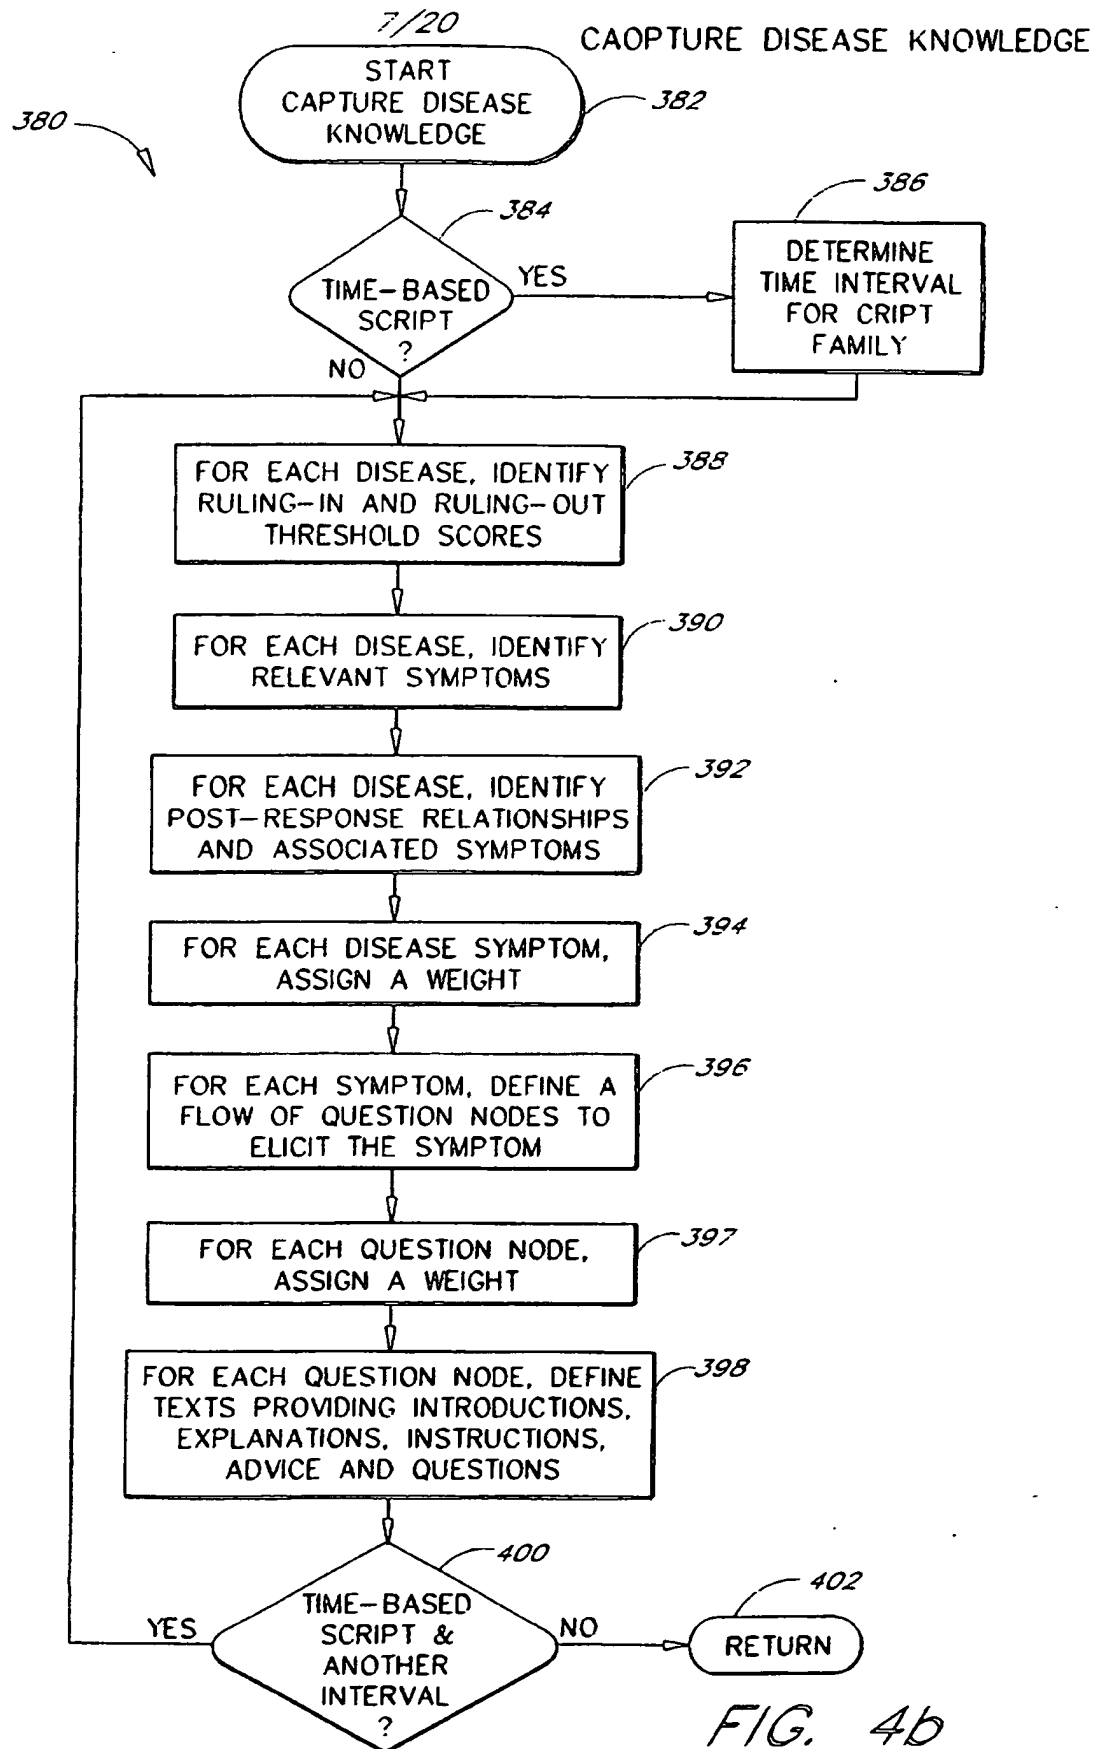 7/20
CAOPTURE DISEASE KNOWLEDGE
START
CAPTURE DISEASE
KNOWLEDGE
382
380
384
TIME-BASED
SCRIPT
?
YES
NO
386
DETERMINE
TIME INTERVAL
FOR CRIPT
FAMILY
FOR EACH DISEASE, IDENTIFY
RULING-IN AND RULING-OUT
THRESHOLD SCORES
388
FOR EACH DISEASE, IDENTIFY
RELEVANT SYMPTOMS
390
FOR EACH DISEASE, IDENTIFY
POST-RESPONSE RELATIONSHIPS
AND ASSOCIATED SYMPTOMS
392
FOR EACH DISEASE SYMPTOM,
ASSIGN A WEIGHT
394
FOR EACH SYMPTOM, DEFINE A
FLOW OF QUESTION NODES TO
ELICIT THE SYMPTOM
396
FOR EACH QUESTION NODE,
ASSIGN A WEIGHT
397
FOR EACH QUESTION NODE, DEFINE
TEXTS PROVIDING INTRODUCTIONS,
EXPLANATIONS, INSTRUCTIONS,
ADVICE AND QUESTIONS
398
400
TIME-BASED
SCRIPT &
ANOTHER
INTERVAL
?
YES
NO
402
RETURN
FIG. 4b